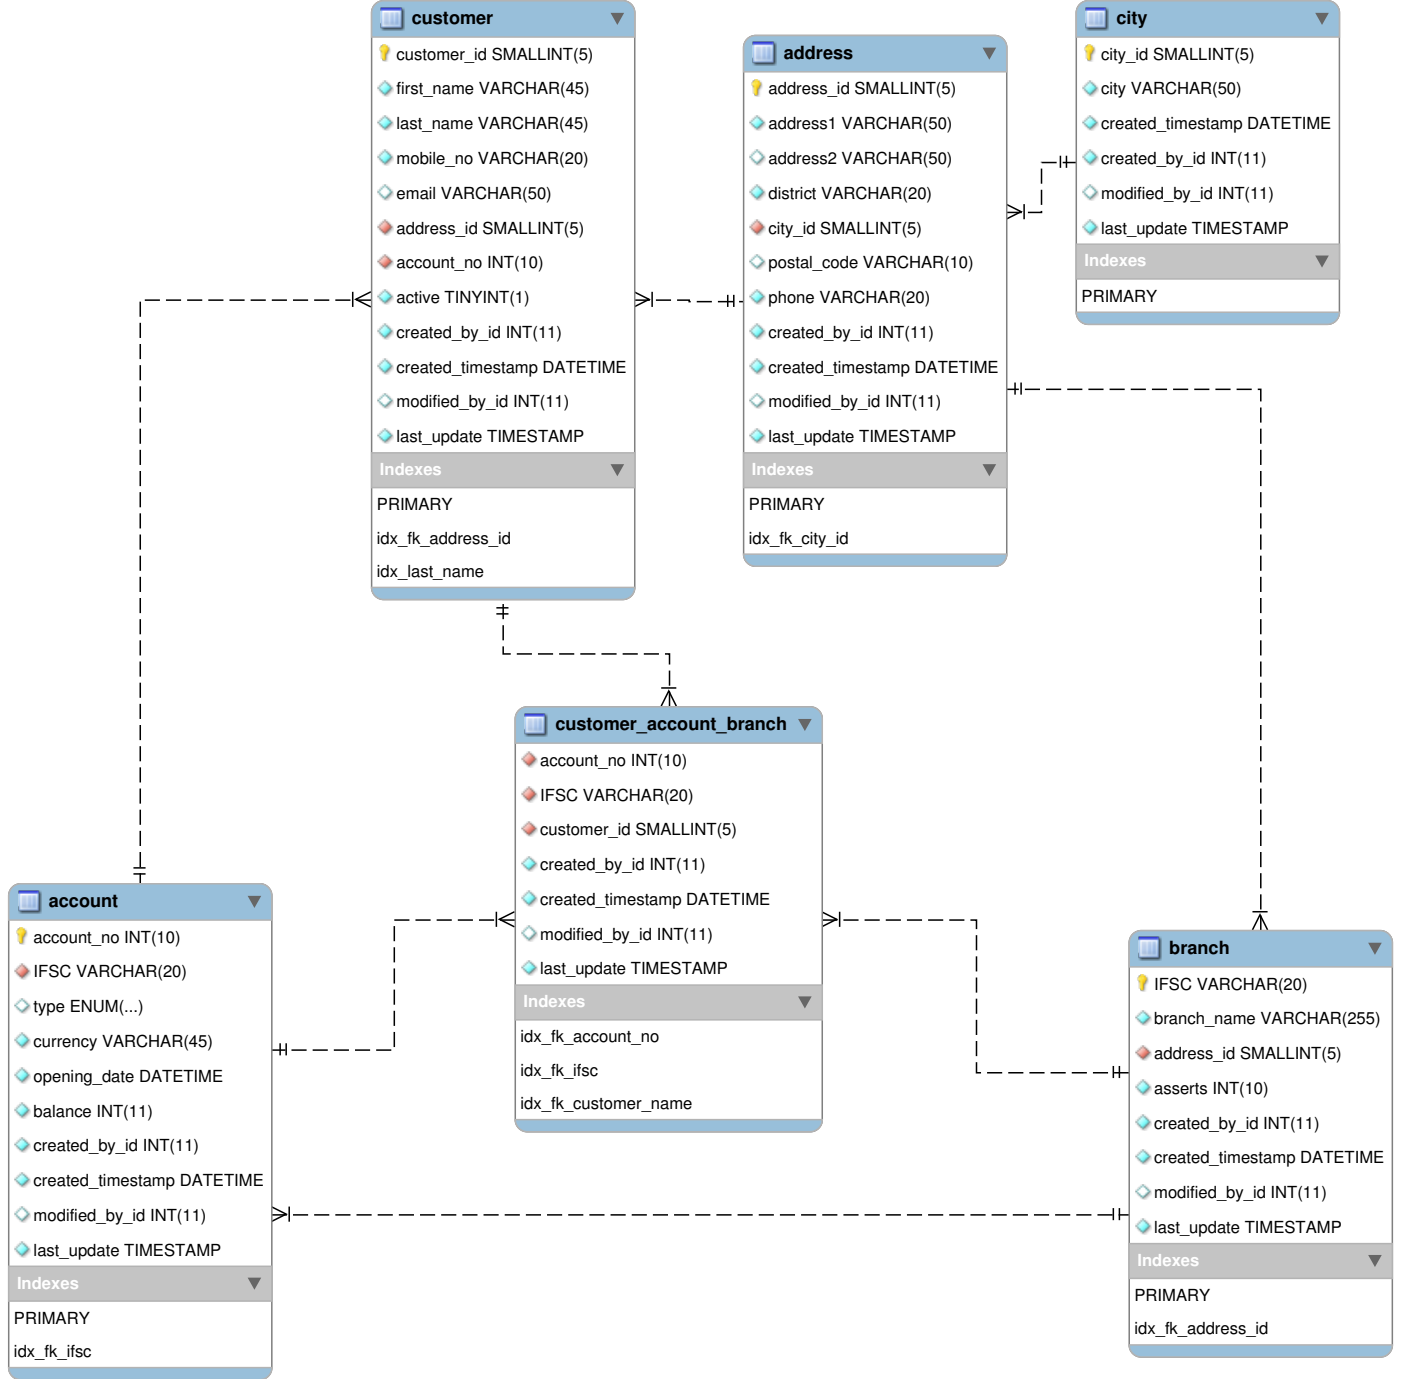 customer
customer_id SMALLINT(5)
first_name VARCHAR(45)
last_name VARCHAR(45)
mobile_no VARCHAR(20)
email VARCHAR(50)
address_id SMALLINT(5)
account_no INT(10)
active TINYINT(1)
created_by_id INT(11)
created_timestamp DATETIME
modified_by_id INT(11)
last_update TIMESTAMP
Indexes
PRIMARY
idx_fk_address_id
idx_last_name
address
address_id SMALLINT(5)
address1 VARCHAR(50)
address2 VARCHAR(50)
district VARCHAR(20)
city_id SMALLINT(5)
postal_code VARCHAR(10)
phone VARCHAR(20)
created_by_id INT(11)
created_timestamp DATETIME
modified_by_id INT(11)
last_update TIMESTAMP
Indexes
PRIMARY
idx_fk_city_id
city
city_id SMALLINT(5)
city VARCHAR(50)
created_timestamp DATETIME
created_by_id INT(11)
modified_by_id INT(11)
last_update TIMESTAMP
Indexes
PRIMARY
customer_account_branch
account_no INT(10)
IFSC VARCHAR(20)
customer_id SMALLINT(5)
created_by_id INT(11)
created_timestamp DATETIME
modified_by_id INT(11)
last_update TIMESTAMP
Indexes
idx_fk_account_no
idx_fk_ifsc
idx_fk_customer_name
account
account_no INT(10)
IFSC VARCHAR(20)
type ENUM(...)
currency VARCHAR(45)
opening_date DATETIME
balance INT(11)
created_by_id INT(11)
created_timestamp DATETIME
modified_by_id INT(11)
last_update TIMESTAMP
Indexes
PRIMARY
idx_fk_ifsc
branch
IFSC VARCHAR(20)
branch_name VARCHAR(255)
address_id SMALLINT(5)
asserts INT(10)
created_by_id INT(11)
created_timestamp DATETIME
modified_by_id INT(11)
last_update TIMESTAMP
Indexes
PRIMARY
idx_fk_address_id